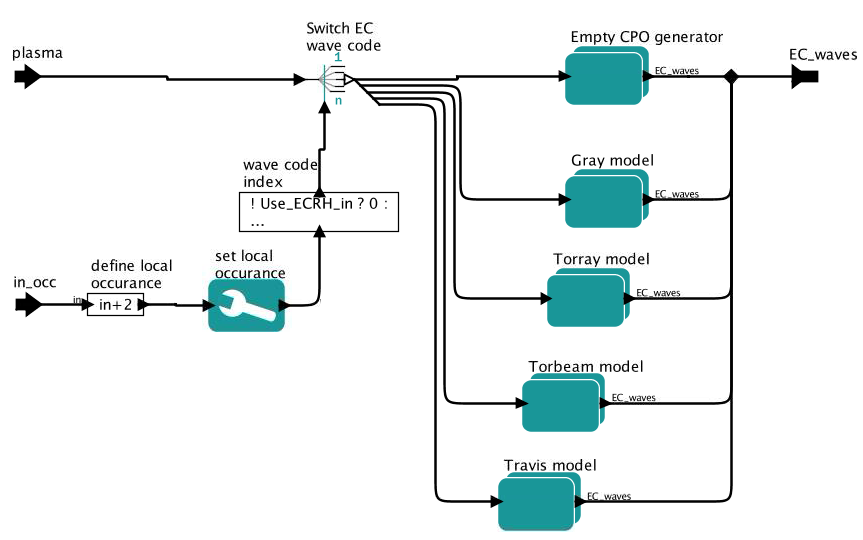 Switch EC
wave code
plasma
1
n
Empty CPO generator
EC_waves
EC_waves
Gray model
EC_waves
wave code
index
! Use_ECRH_in ? 0 :
...
Torray model
EC_waves
in_occ
define local
occurance
in
in+2
set local
occurance
Torbeam model
EC_waves
Travis model
EC_waves